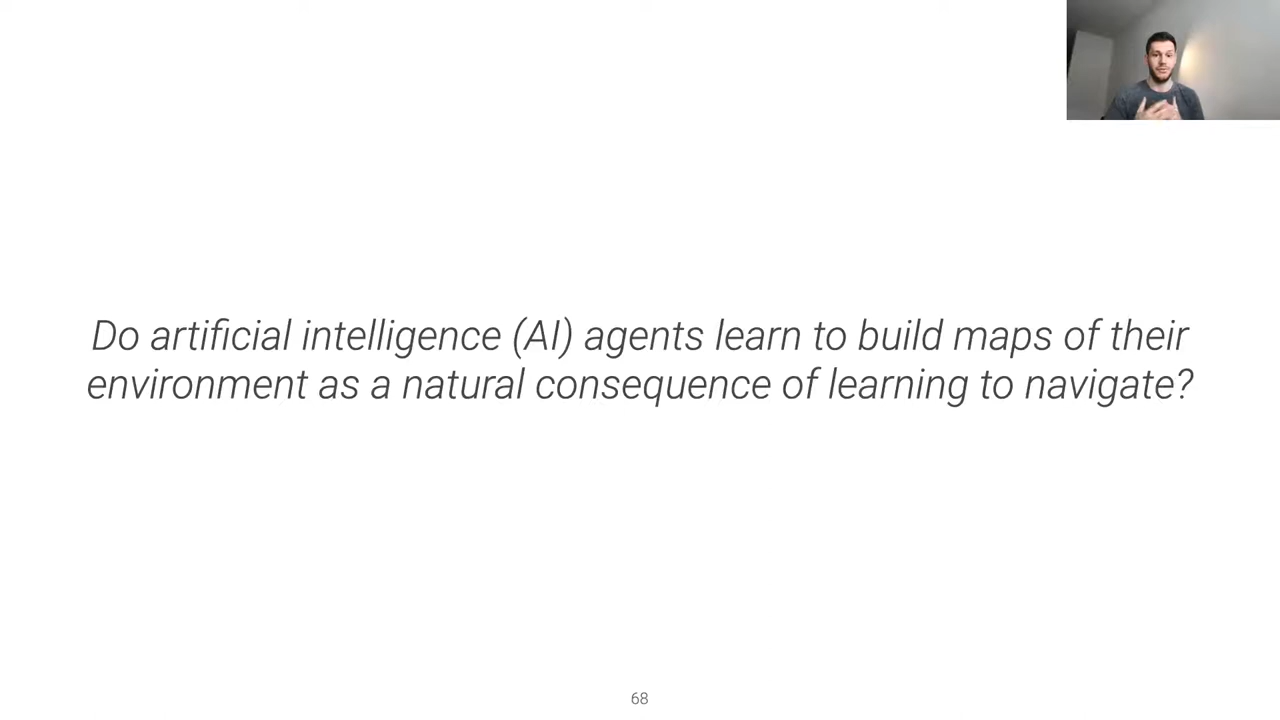 Do artificial intelligence (AI) agents learn to build maps of their
environment as a natural consequence of learning to navigate?
68